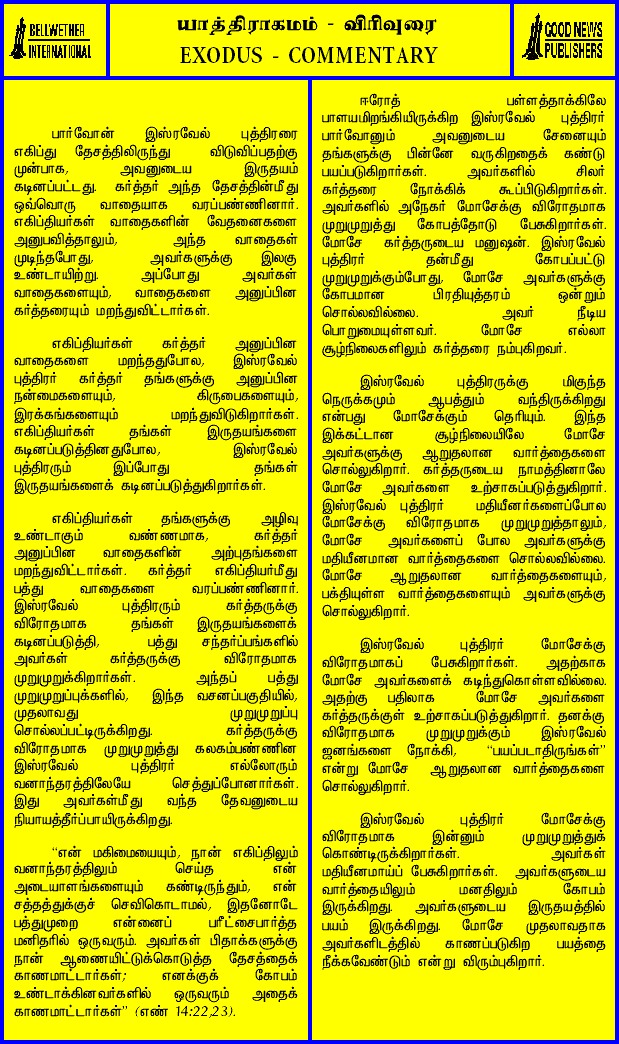 BELLWETHER
INTERNATIONAL
யாத்திராகமம் - விரிவுரை
EXODUS - COMMENTARY
GOOD NEWS
PUBLISHERS
பார்வோன் இஸ்ரவேல் புத்திரரை
எகிப்து தேசத்திலிருந்து விடுவிப்பதற்கு
முன்பாக, அவனுடைய இருதயம்
கடினப்பட்டது. கர்த்தர் அந்த தேசத்தின்மீது
ஒவ்வொரு வாதையாக வரப்பண்ணினார்.
எகிப்தியர்கள் வாதைகளின் வேதனைகளை
அனுபவித்தாலும், அந்த வாதைகள்
முடிந்தபோது, அவர்களுக்கு இலகு
உண்டாயிற்று. அப்போது அவர்கள்
வாதைகளையும், வாதைகளை அனுப்பின
கர்த்தரையும் மறந்துவிட்டார்கள்.
எகிப்தியர்கள் கர்த்தர் அனுப்பின
வாதைகளை மறந்ததுபோல, இஸ்ரவேல்
புத்திரர் கர்த்தர் தங்களுக்கு அனுப்பின
நன்மைகளையும், கிருபைகளையும்,
இரக்கங்களையும் மறந்துவிடுகிறார்கள்.
எகிப்தியர்கள் தங்கள் இருதயங்களை
கடினப்படுத்தினதுபோல, இஸ்ரவேல்
புத்திரரும் இப்போது தங்கள்
இருதயங்களைக் கடினப்படுத்துகிறார்கள்.
எகிப்தியர்கள் தங்களுக்கு அழிவு
உண்டாகும் வண்ணமாக, கர்த்தர்
அனுப்பின வாதைகளின் அற்புதங்களை
மறந்துவிட்டார்கள். கர்த்தர் எகிப்தியர்மீது
பத்து வாதைகளை வரப்பண்ணினார்.
இஸ்ரவேல் புத்திரரும் கர்த்தருக்கு
விரோதமாக தங்கள் இருதயங்களைக்
கடினப்படுத்தி, பத்து சந்தர்ப்பங்களில்
அவர்கள் கர்த்தருக்கு விரோதமாக
முறுமுறுக்கிறார்கள். அந்தப் பத்து
முறுமுறுப்புக்களில், இந்த வசனப்பகுதியில்,
முதலாவது முறுமுறுப்பு
சொல்லப்பட்டிருக்கிறது. கர்த்தருக்கு
விரோதமாக முறுமுறுத்து கலகம்பண்ணின
இஸ்ரவேல் புத்திரர் எல்லோரும்
வனாந்தரத்திலேயே செத்துப்போனார்கள்.
இது அவர்கள்மீது வந்த தேவனுடைய
நியாயத்தீர்ப்பாயிருக்கிறது.
“என் மகிமையையும், நான் எகிப்திலும்
வனாந்தரத்திலும் செய்த என்
அடையாளங்களையும் கண்டிருந்தும், என்
சத்தத்துக்குச் செவிகொடாமல், இதனோடே
பத்துமுறை என்னைப் பரீட்சைபார்த்த
மனிதரில் ஒருவரும். அவர்கள் பிதாக்களுக்கு
நான் ஆணையிட்டுக்கொடுத்த தேசத்தைக்
காணமாட்டார்கள்; எனக்குக் கோபம்
உண்டாக்கினவர்களில் ஒருவரும் அதைக்
காணமாட்டார்கள்” (எண் 14:22,23).
ஈரோத் பள்ளத்தாக்கிலே
பாளயமிறங்கியிருக்கிற இஸ்ரவேல் புத்திரர்
பார்வோனும் அவனுடைய சேனையும்
தங்களுக்கு பின்னே வருகிறதைக் கண்டு
பயப்படுகிறார்கள். அவர்களில் சிலர்
கர்த்தரை நோக்கிக் கூப்பிடுகிறார்கள்.
அவர்களில் அநேகர் மோசேக்கு விரோதமாக
முறுமுறுத்து கோபத்தோடு பேசுகிறார்கள்.
மோசே கர்த்தருடைய மனுஷன். இஸ்ரவேல்
புத்திரர் தன்மீது கோபப்பட்டு
முறுமுறுக்கும்போது, மோசே அவர்களுக்கு
கோபமான பிரதியுத்தரம் ஒன்றும்
சொல்லவில்லை. அவர் நீடிய
பொறுமையுள்ளவர். மோசே எல்லா
சூழ்நிலைகளிலும் கர்த்தரை நம்புகிறவர்.
இஸ்ரவேல் புத்திரருக்கு மிகுந்த
நெருக்கமும் ஆபத்தும் வந்திருக்கிறது
என்பது மோசேக்கும் தெரியும். இந்த
இக்கட்டான சூழ்நிலையிலே மோசே
அவர்களுக்கு ஆறுதலான வார்த்தைகளை
சொல்லுகிறார். கர்த்தருடைய நாமத்தினாலே
மோசே அவர்களை உற்சாகப்படுத்துகிறார்.
இஸ்ரவேல் புத்திரர் மதியீனர்களைப்போல
மோசேக்கு விரோதமாக முறுமுறுத்தாலும்,
மோசே அவர்களைப் போல அவர்களுக்கு
மதியீனமான வார்த்தைகளை சொல்லவில்லை.
மோசே ஆறுதலான வார்த்தைகளையும்,
பக்தியுள்ள வார்த்தைகளையும் அவர்களுக்கு
சொல்லுகிறார்.
இஸ்ரவேல் புத்திரர் மோசேக்கு
விரோதமாகப் பேசுகிறார்கள். அதற்காக
மோசே அவர்களைக் கடிந்துகொள்ளவில்லை.
அதற்கு பதிலாக மோசே அவர்களை
கர்த்தருக்குள் உற்சாகப்படுத்துகிறார். தனக்கு
விரோதமாக முறுமுறுக்கும் இஸ்ரவேல்
ஜனங்களை நோக்கி, “பயப்படாதிருங்கள்”
என்று மோசே ஆறுதலான வார்த்தைகளை
சொல்லுகிறார்.
இஸ்ரவேல் புத்திரர் மோசேக்கு
விரோதமாக இன்னும் முறுமுறுத்துக்
கொண்டிருக்கிறார்கள். அவர்கள்
மதியீனமாய்ப் பேசுகிறார்கள். அவர்களுடைய
வார்த்தையிலும் மனதிலும் கோபம்
இருக்கிறது. அவர்களுடைய இருதயத்தில்
பயம் இருக்கிறது. மோசே முதலாவதாக
அவர்களிடத்தில் காணப்படுகிற பயத்தை
நீக்கவேண்டும் என்று விரும்புகிறார்.